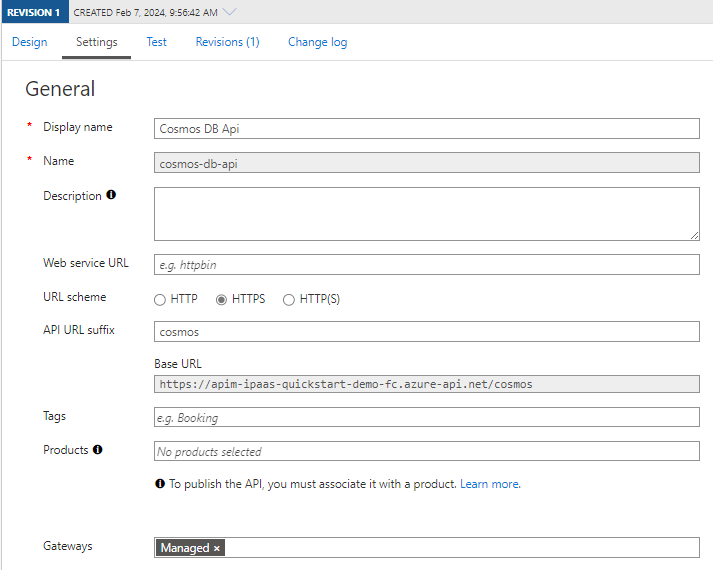 REVISION 1 CREATED Feb 7, 2024, 9:56:42 AM
Design Settings Test Revisions (1) Change log
General
* Display name Cosmos DB Api
* Name cosmos-db-api
Description
Web service URL e.g. httpbin
URL scheme HTTP HTTPS HTTP(S)
API URL suffix cosmos
Base URL
https://apim-ipaas-quickstart-demo-fc.azure-api.net/cosmos
Tags e.g. Booking
Products No products selected
To publish the API, you must associate it with a product. Learn more.
Gateways Managed ×